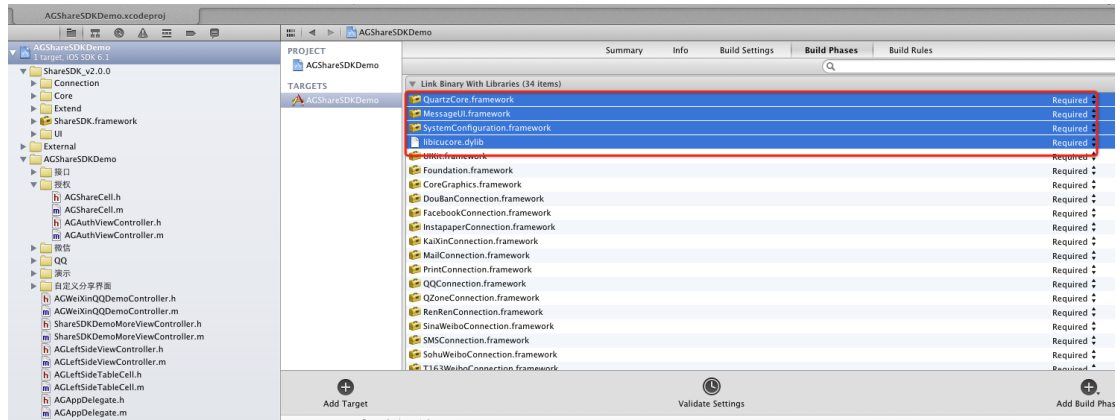 AGShareSDKDemo.xcodeproj
AGShareSDKDemo
1 target, iOS SDK 6.1
ShareSDK_v2.0.0
Connection
Core
Extend
ShareSDK.framework
UI
External
AGShareSDKDemo
接口
授权
AGShareCell.h
AGShareCell.m
AGAuthViewController.h
AGAuthViewController.m
微信
QQ
演示
自定义分享界面
AGWeiXinQQDemoController.h
AGWeiXinQQDemoController.m
ShareSDKDemoMoreViewController.h
ShareSDKDemoMoreViewController.m
AGLeftSideViewController.h
AGLeftSideViewController.m
AGLeftSideTableCell.h
AGLeftSideTableCell.m
AGAppDelegate.h
AGAppDelegate.m
AGShareSDKDemo
PROJECT
AGShareSDKDemo
TARGETS
AGShareSDKDemo
Summary Info Build Settings Build Phases Build Rules
Link Binary With Libraries (34 items)
QuartzCore.framework Required
MessageUI.framework Required
SystemConfiguration.framework Required
libicucore.dylib Required
UIKit.framework Required
Foundation.framework Required
CoreGraphics.framework Required
DouBanConnection.framework Required
FacebookConnection.framework Required
InstapaperConnection.framework Required
KaiXinConnection.framework Required
MailConnection.framework Required
PrintConnection.framework Required
QQConnection.framework Required
QZoneConnection.framework Required
RenRenConnection.framework Required
SinaWeiboConnection.framework Required
SMSConnection.framework Required
SohuWeiboConnection.framework Required
T163WeiboConnection.framework Required
Add Target Validate Settings Add Build Phas